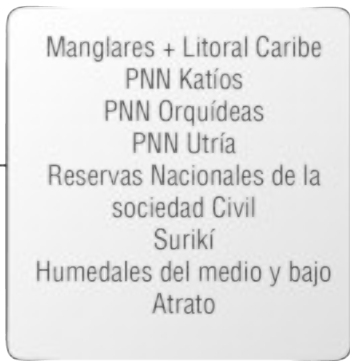 Manglares + Litoral Caribe
PNN Katíos
PNN Orquídeas
PNN Utría
Reservas Nacionales de la
sociedad Civil
Surikí
Humedales del medio y bajo
Atrato